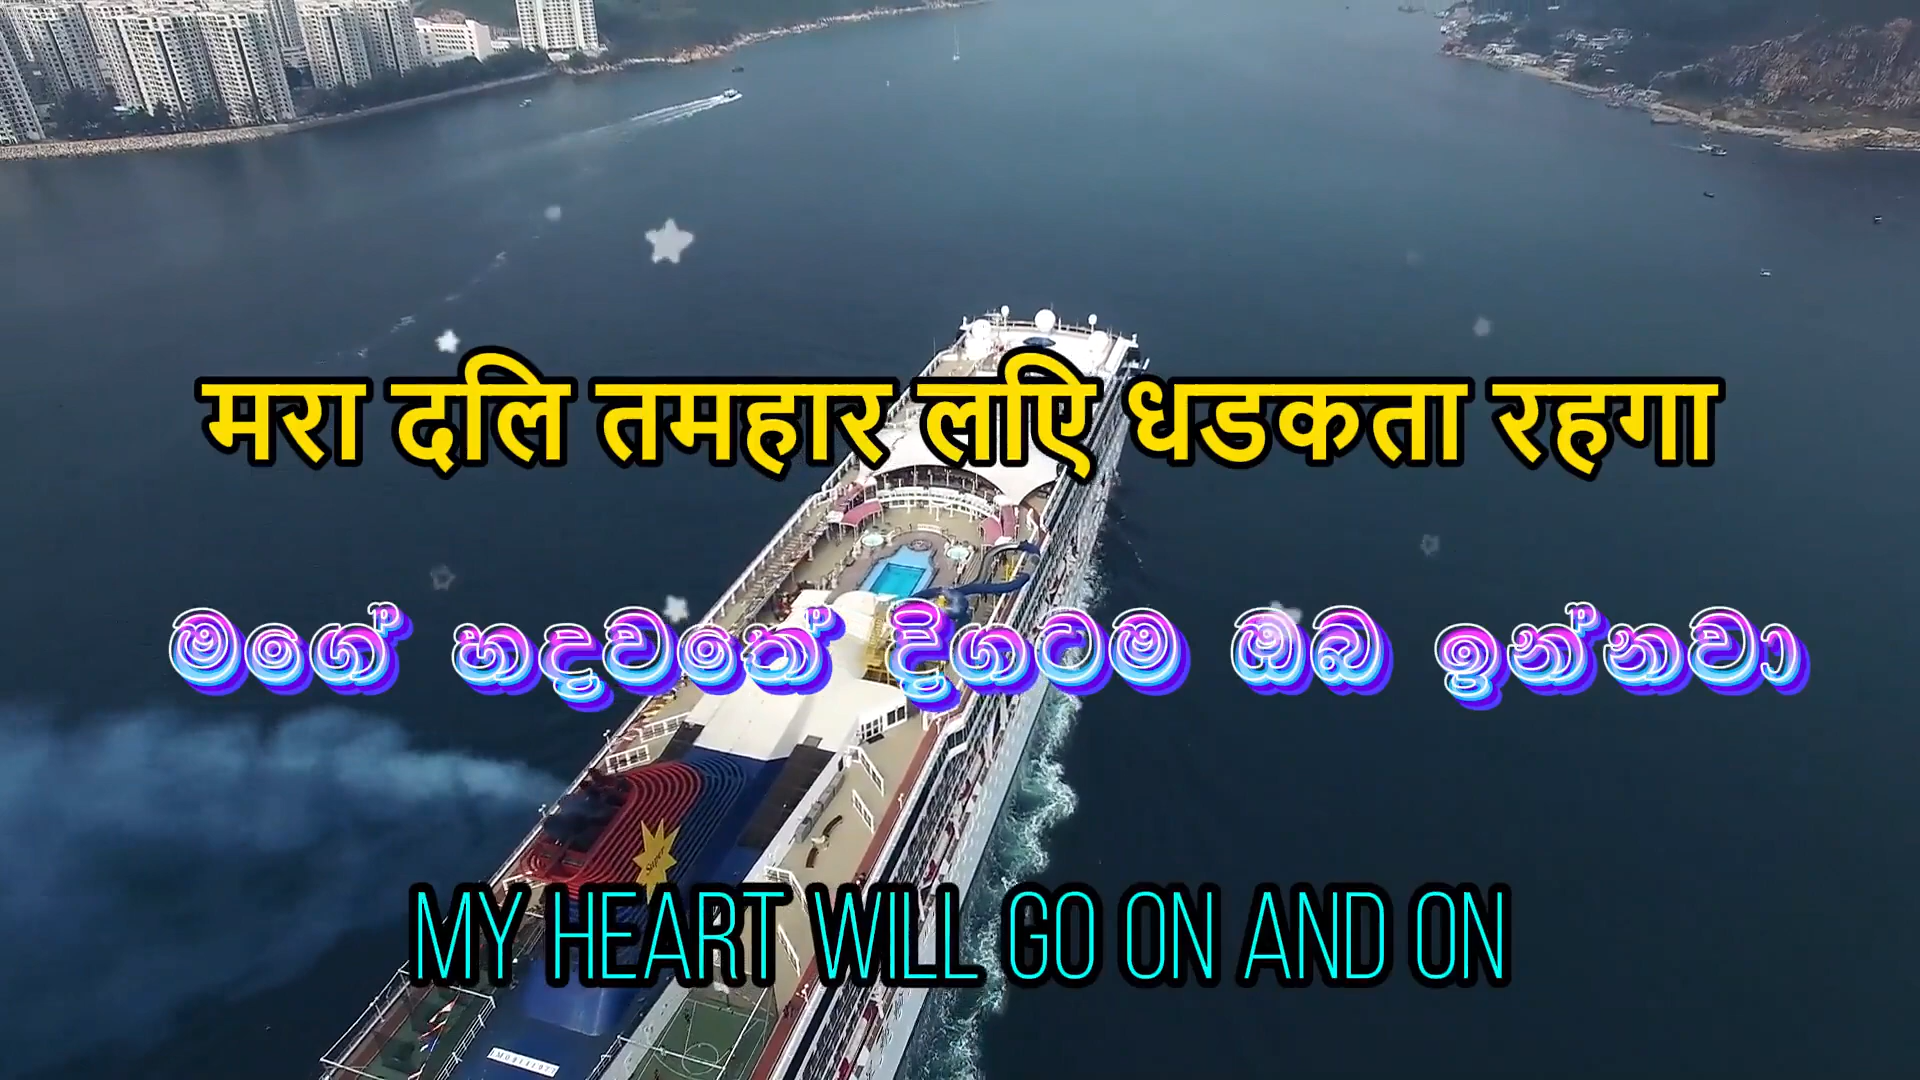 मरा दलि तमहार लएि धडकता रहगा
මගේ හදවතේ දිගටම ඔබ ඉන්නවා
MY HEART WILL GO ON AND ON
Super